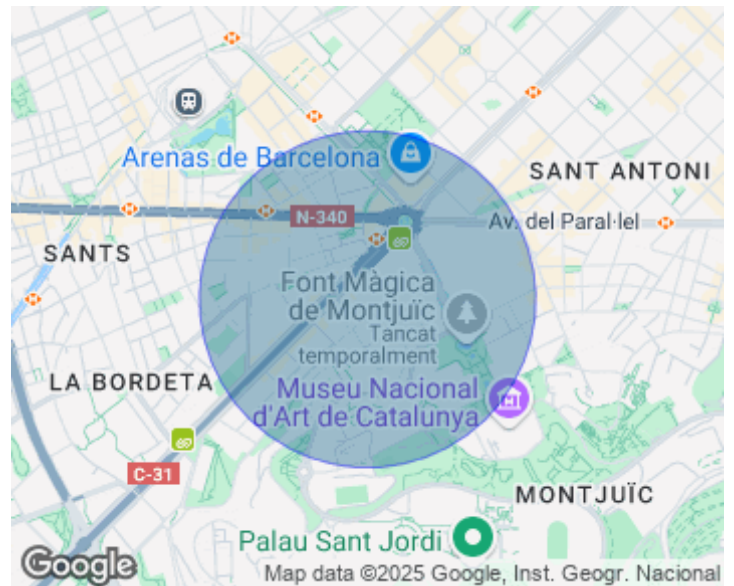 Arenas de Barcelona
SANT ANTONI
N-340
Av. del Paral·lel
SANTS
Font Màgica
de Montjuïc
Tancat
temporalment
LA BORDETA
Museu Nacional
d'Art de Catalunya
C-31
MONTJUÏC
Palau Sant Jordi
Google
Map data ©2025 Google, Inst. Geogr. Nacional